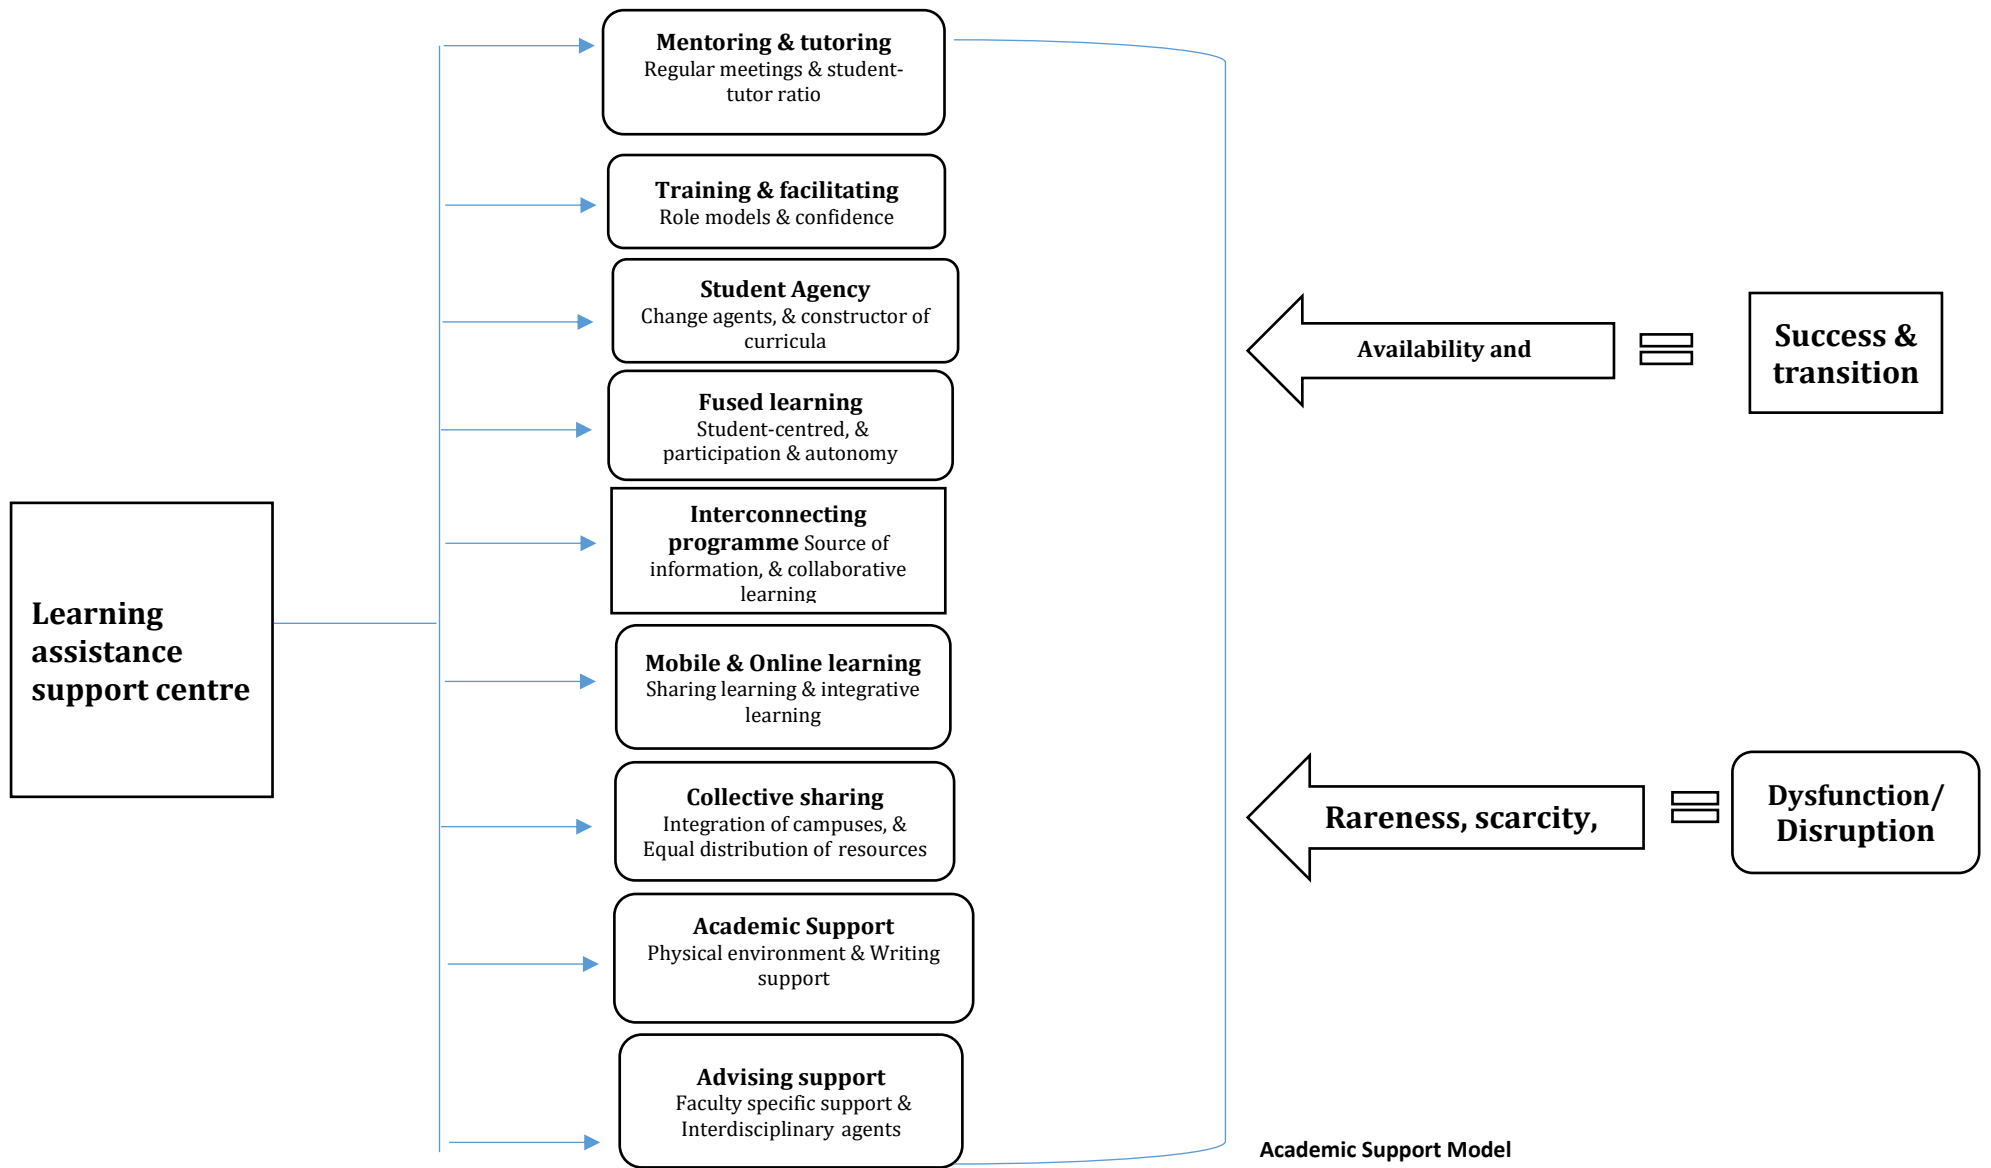 Mentoring & tutoring
Regular meetings & student-
tutor ratio
Training & facilitating
Role models & confidence
Student Agency
Change agents, & constructor of
curricula
Fused learning
Student-centred, &
participation & autonomy
Interconnecting
programme Source of
information, & collaborative
learning
Learning
assistance
support centre
Mobile & Online learning
Sharing learning & integrative
learning
Collective sharing
Integration of campuses, &
Equal distribution of resources
Academic Support
Physical environment & Writing
support
Advising support
Faculty specific support &
Interdisciplinary agents
Availability and
Success &
transition
Rareness, scarcity,
Dysfunction/
Disruption
Academic Support Model